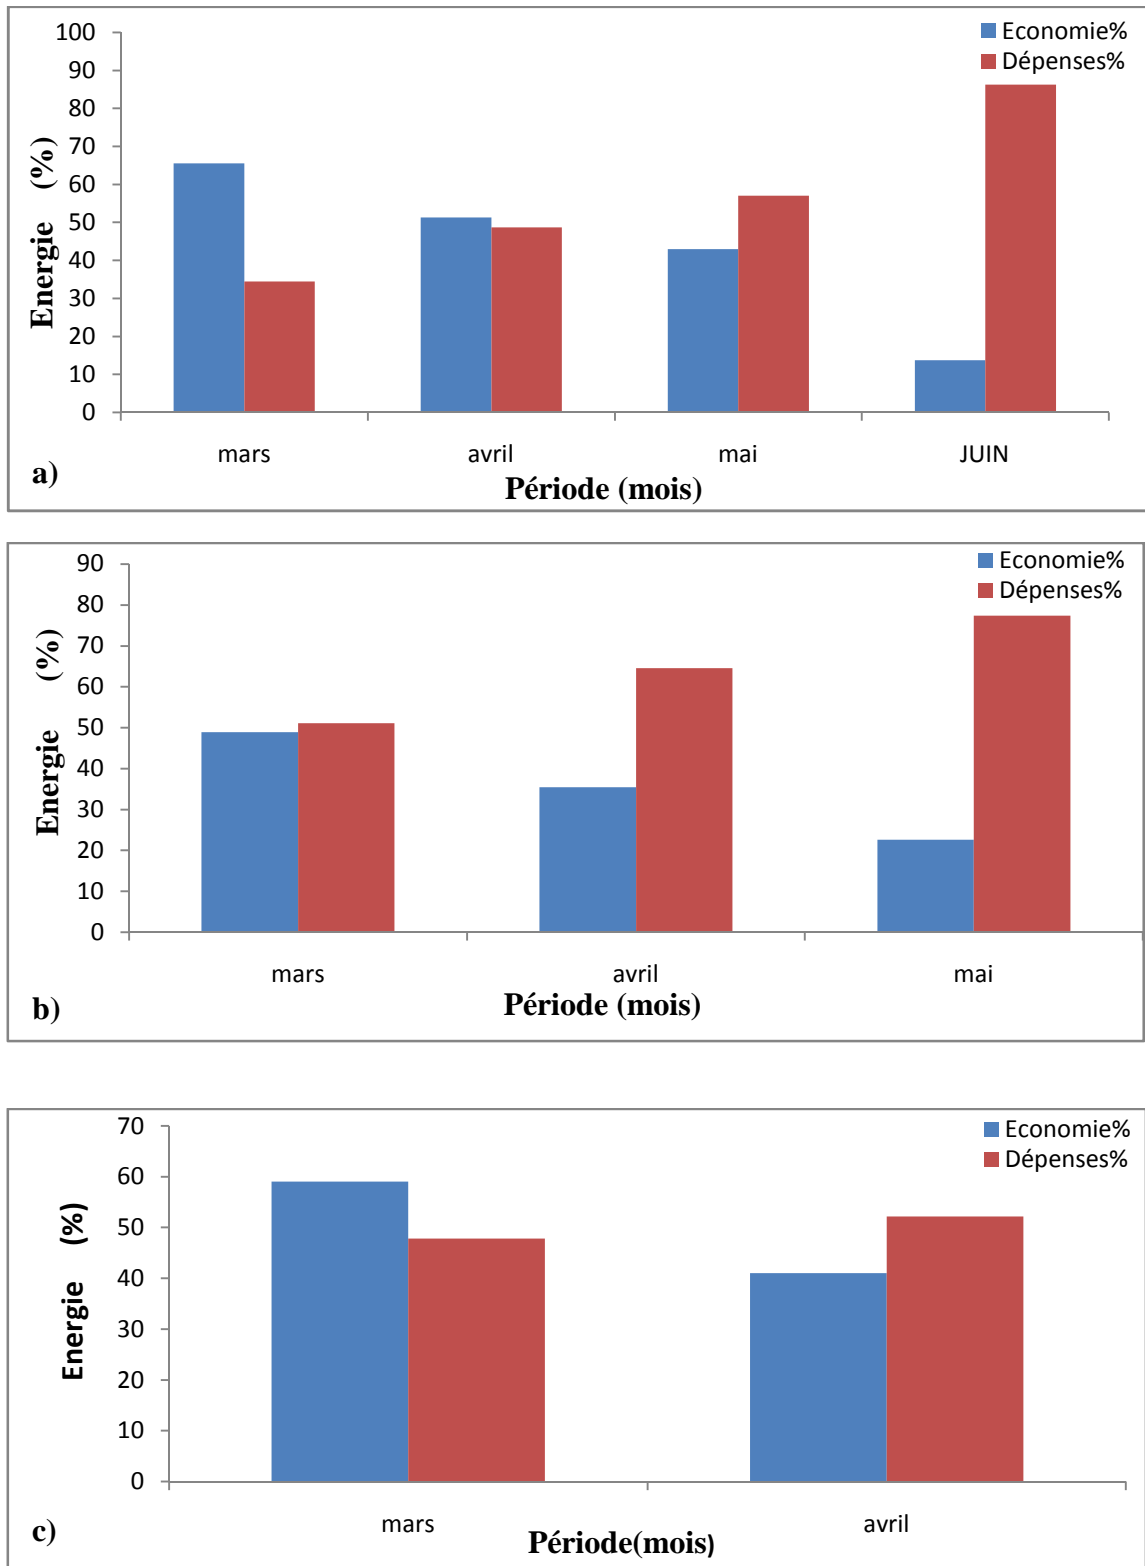 Economie%
Dépenses%
100
90
80
70
60
50
40
30
20
10
0
Energie (%)
mars avril mai JUIN
a)
Période (mois)
Economie%
Dépenses%
90
80
70
60
50
40
30
20
10
0
Energie (%)
mars avril mai
b)
Période (mois)
Economie%
Dépenses%
70
60
50
40
30
20
10
0
Energie (%)
mars avril
c)
Période(mois)